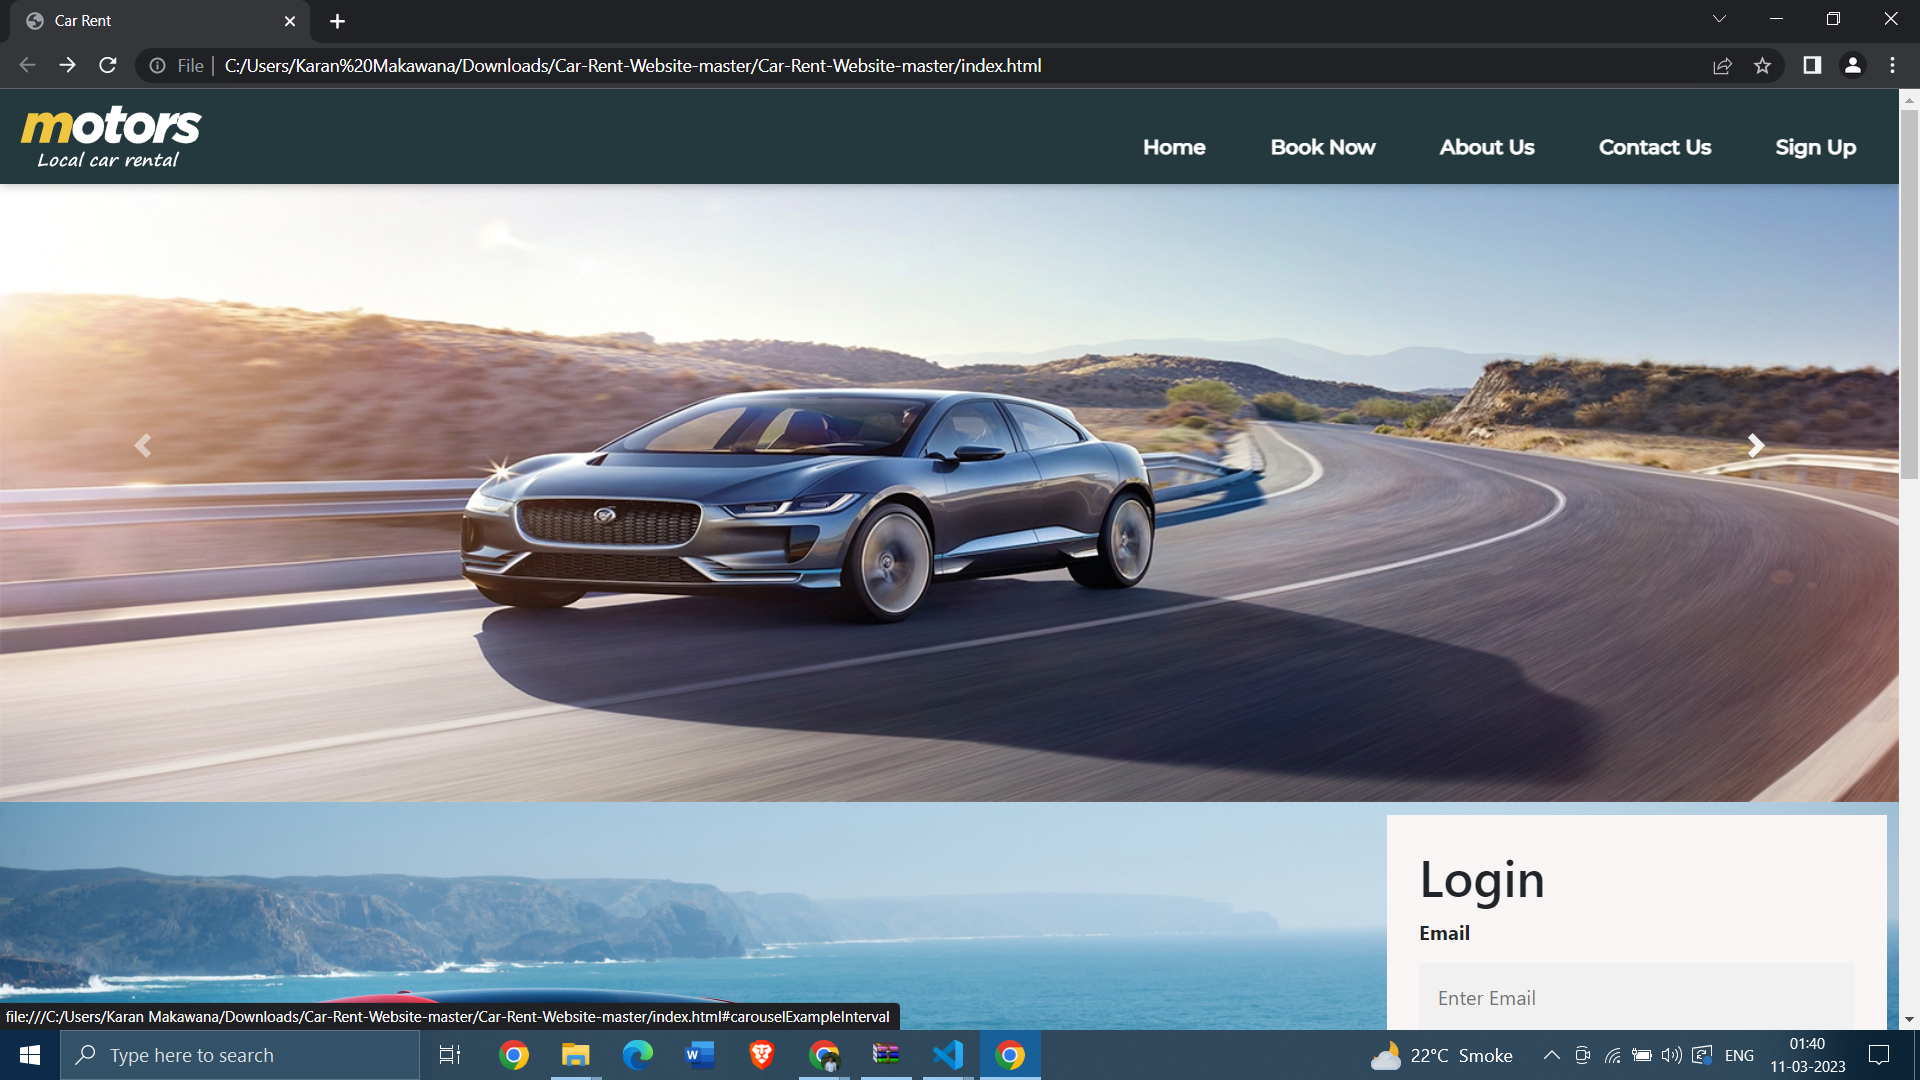 Car Rent
File
C:/Users/Karan%20Makawana/Downloads/Car-Rent-Website-master/Car-Rent-Website-master/index.html
motors
Local car rental
Home
Book Now
About Us
Contact Us
Sign Up
Login
Email
Enter Email
file:///C:/Users/Karan Makawana/Downloads/Car-Rent-Website-master/Car-Rent-Website-master/index.html#carouselExampleInterval
Type here to search
22°C Smoke
ENG
01:40
11-03-2023